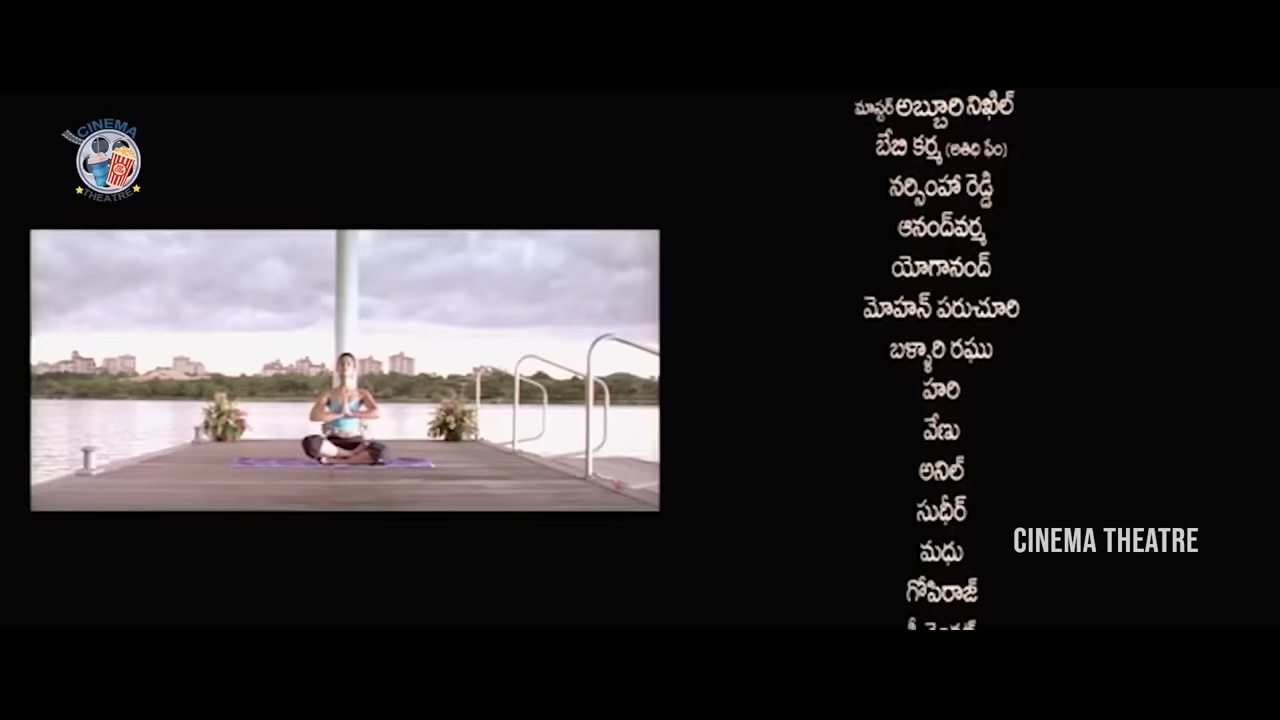 CINEMA
THEATRE
మాస్టర్ అబ్బూరి నిఖిల్
బేబి కర్మ (అతిథి ఫేం)
నర్సింహా రెడ్డి
ఆనంద్‌వర్మ
యోగానంద్
మోహన్ పరుచూరి
బళ్ళారి రఘు
హరి
వేణు
అనిల్
సుధీర్
మధు
గోపిరాజ్
CINEMA THEATRE